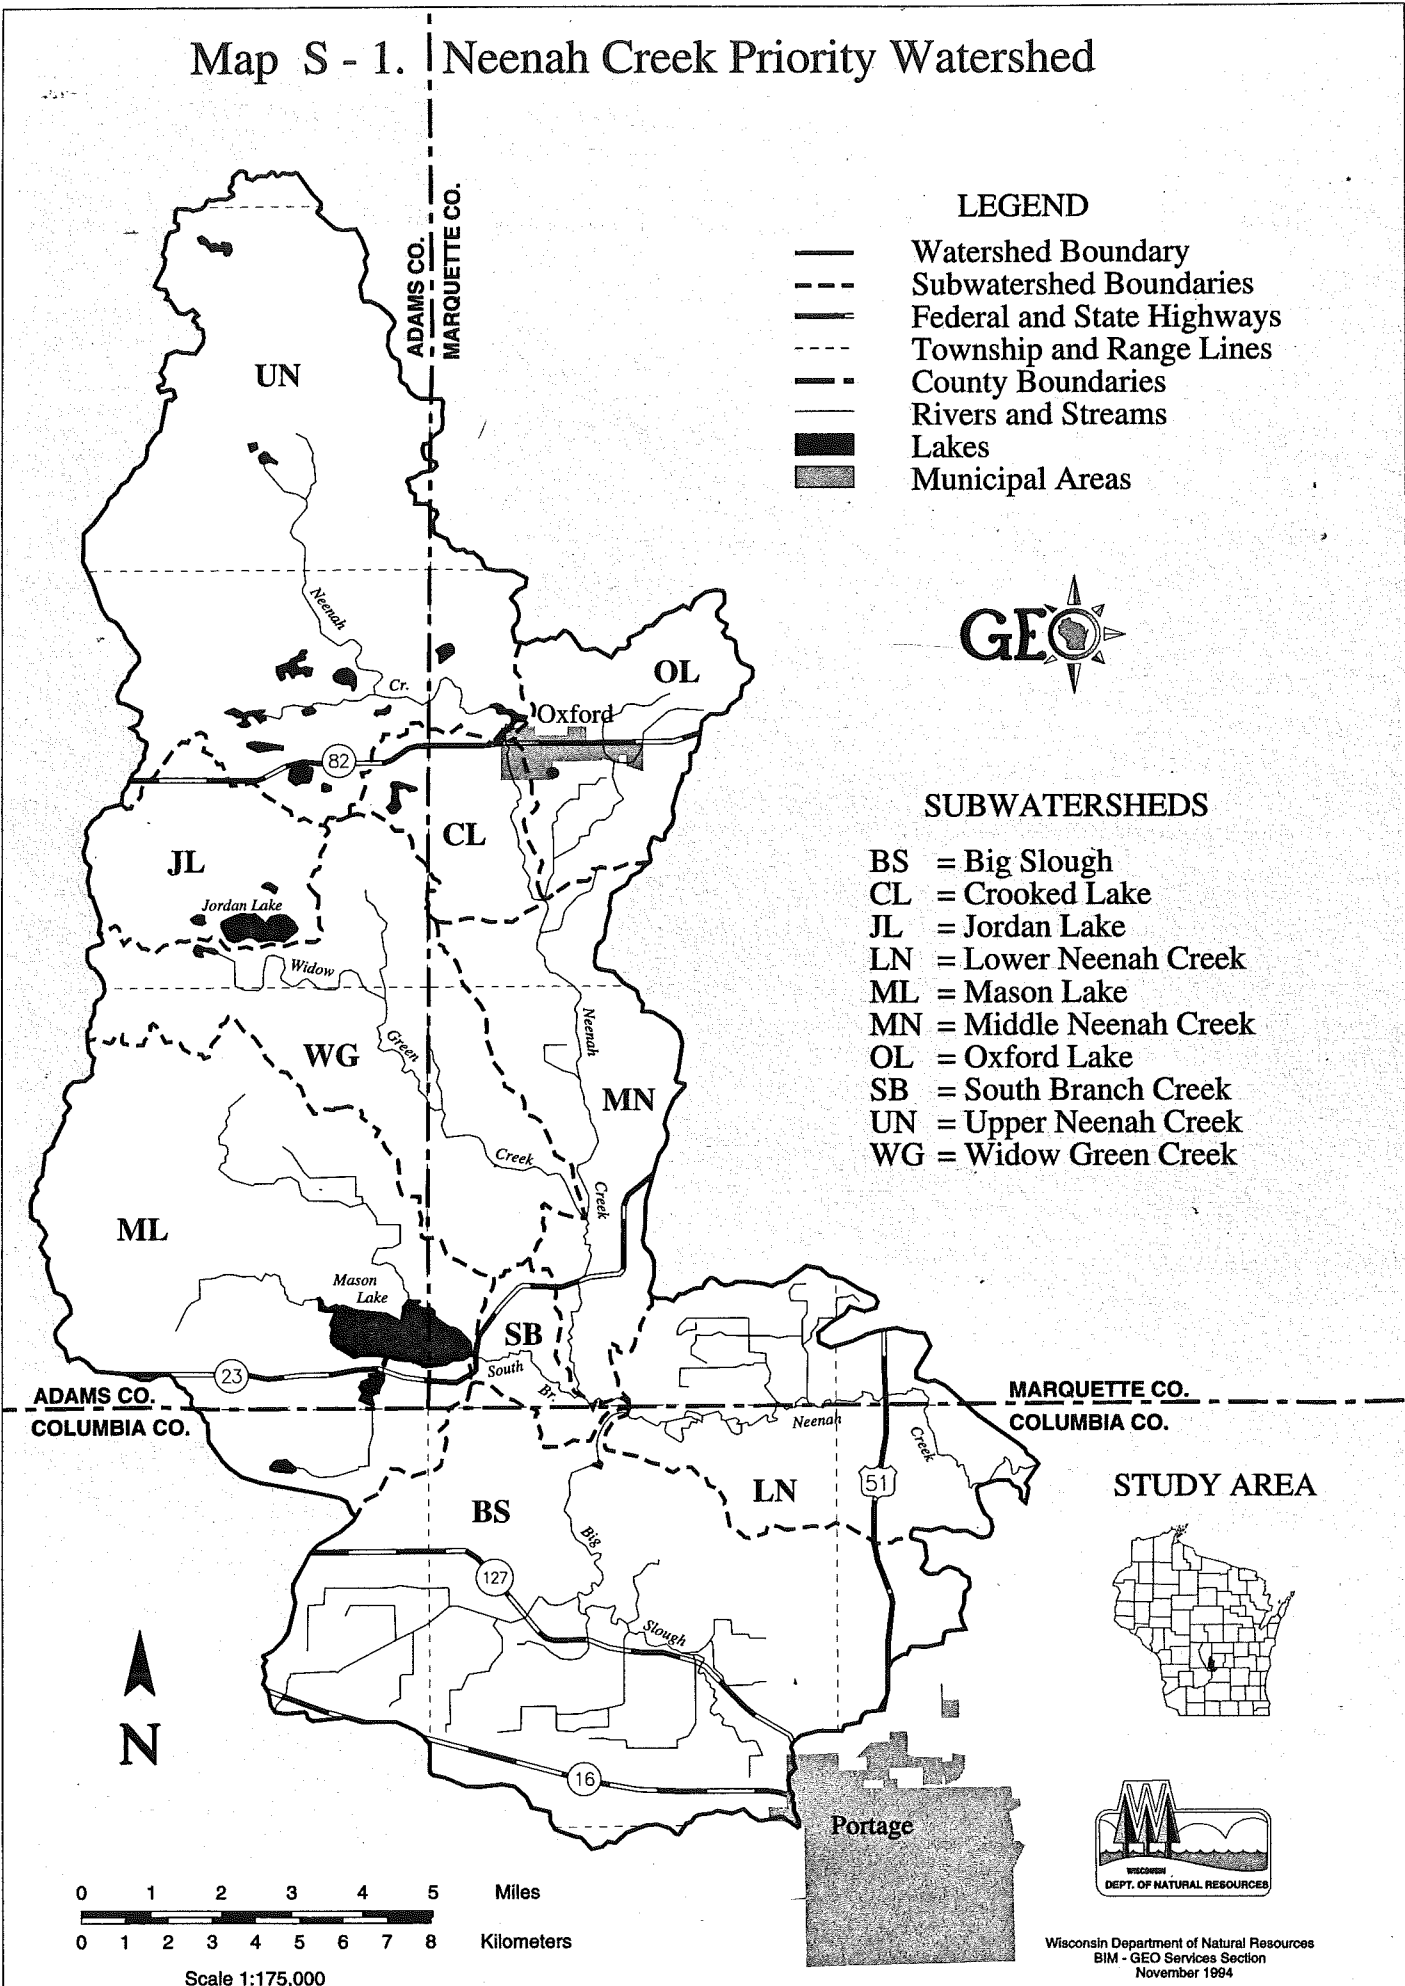 Map S - 1. Neenah Creek Priority Watershed
ADAMS CO.
MARQUETTE CO.
LEGEND
Watershed Boundary
Subwatershed Boundaries
Federal and State Highways
Township and Range Lines
County Boundaries
Rivers and Streams
Lakes
Municipal Areas
UN
Neenah
Cr.
OL
Oxford
82
CL
JL
Jordan Lake
Widow
Green
Creek
WG
Neenah
Creek
MN
ML
Mason
Lake
SB
South
Br.
23
ADAMS CO.
COLUMBIA CO.
MARQUETTE CO.
COLUMBIA CO.
Neenah
Creek
LN
51
BS
Big
Slough
127
16
Portage
GEO
SUBWATERSHEDS
BS = Big Slough
CL = Crooked Lake
JL = Jordan Lake
LN = Lower Neenah Creek
ML = Mason Lake
MN = Middle Neenah Creek
OL = Oxford Lake
SB = South Branch Creek
UN = Upper Neenah Creek
WG = Widow Green Creek
STUDY AREA
N
0 1 2 3 4 5 Miles
0 1 2 3 4 5 6 7 8 Kilometers
Scale 1:175,000
WISCONSIN
DEPT. OF NATURAL RESOURCES
Wisconsin Department of Natural Resources
BIM - GEO Services Section
November 1994